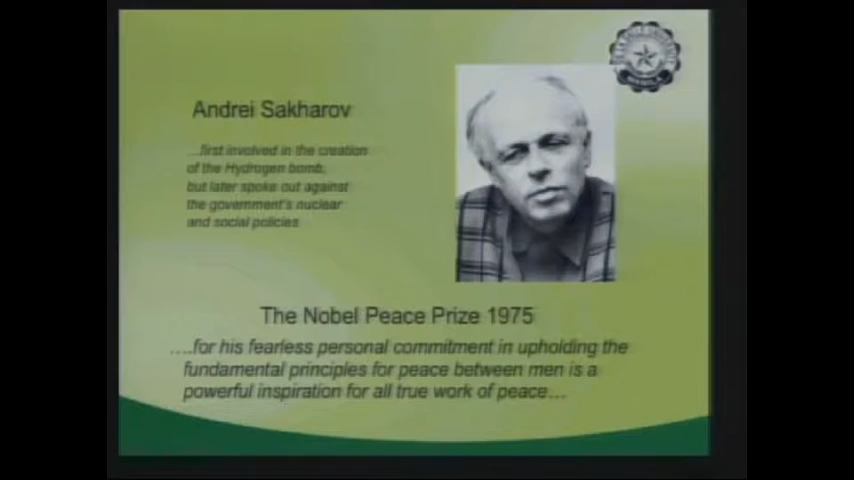 Andrei Sakharov
...first involved in the creation
of the Hydrogen bomb,
but later spoke out against
the government's nuclear
and social policies
The Nobel Peace Prize 1975
....for his fearless personal commitment in upholding the
fundamental principles for peace between men is a
powerful inspiration for all true work of peace...